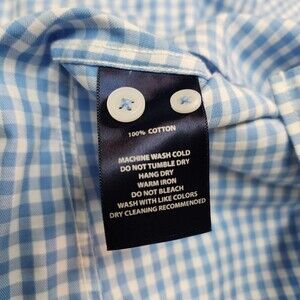 100% COTTON
MACHINE WASH COLD
DO NOT TUMBLE DRY
HANG DRY
WARM IRON
DO NOT BLEACH
WASH WITH LIKE COLORS
DRY CLEANING RECOMMENDED